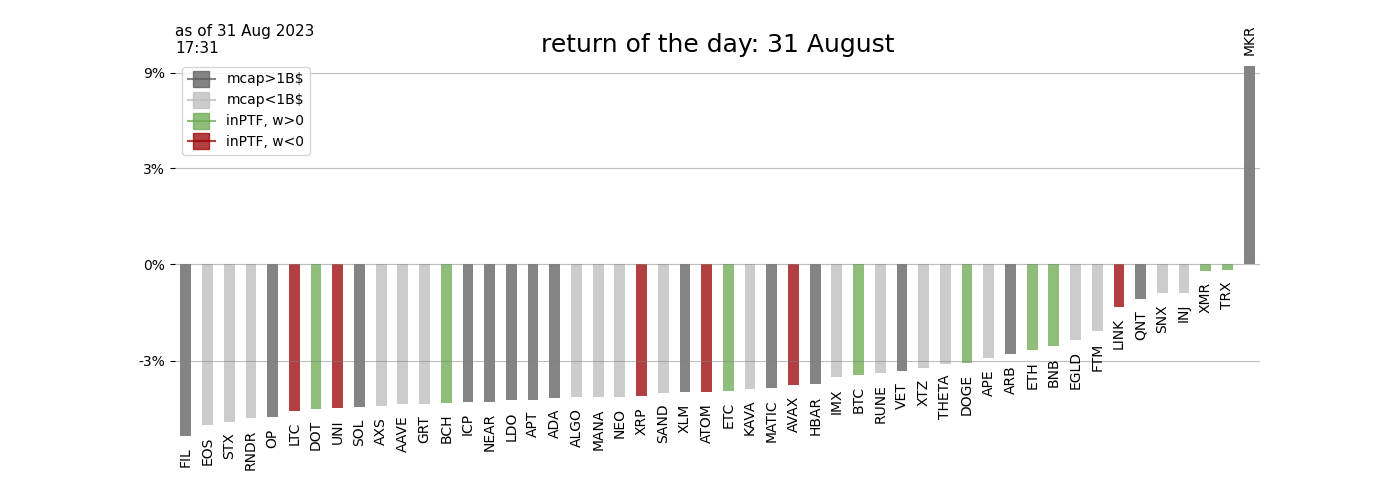 as of 31 Aug 2023
17:31
return of the day: 31 August
MKR
9%
mcap>1B$
mcap<1B$
inPTF, w>0
inPTF, w<0
3%
0%
-3%
FIL
EOS
STX
RNDR
OP
LTC
DOT
UNI
SOL
AXS
AAVE
GRT
BCH
ICP
NEAR
LDO
APT
ADA
ALGO
MANA
NEO
XRP
SAND
XLM
ATOM
ETC
KAVA
MATIC
AVAX
HBAR
IMX
BTC
RUNE
VET
XTZ
THETA
DOGE
APE
ARB
ETH
BNB
EGLD
FTM
LINK
QNT
SNX
INJ
XMR
TRX